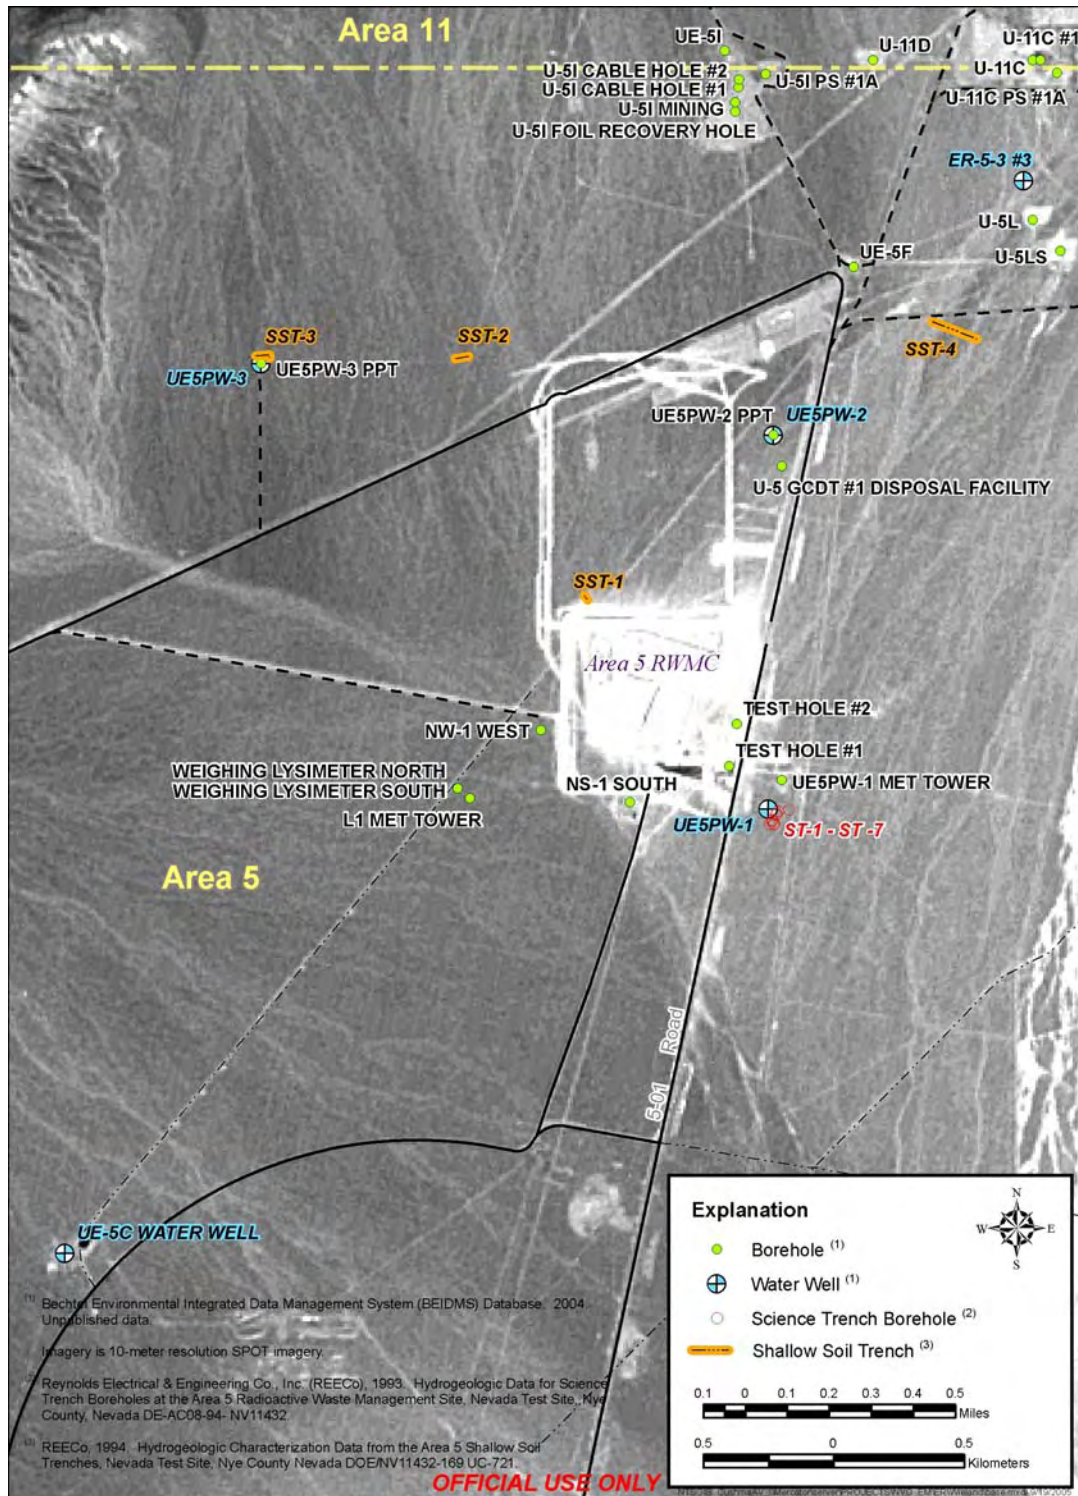 Area 11
UE-5I
U-11D
U-11C #1
U-5I CABLE HOLE #2
U-5I PS #1A
U-11C
U-5I CABLE HOLE #1
U-11C PS #1A
U-5I MINING
U-5I FOIL RECOVERY HOLE
ER-5-3 #3
U-5L
UE-5F
U-5LS
SST-3
SST-2
SST-4
UE5PW-3
UE5PW-3 PPT
UE5PW-2 PPT
UE5PW-2
U-5 GCDT #1 DISPOSAL FACILITY
SST-1
Area 5 RWMC
TEST HOLE #2
NW-1 WEST
TEST HOLE #1
WEIGHING LYSIMETER NORTH
WEIGHING LYSIMETER SOUTH
UE5PW-1 MET TOWER
NS-1 SOUTH
L1 MET TOWER
UE5PW-1
ST-1 - ST -7
Area 5
5-01 Road
UE-5C WATER WELL
Explanation
N
W E
S
Borehole (1)
Water Well (1)
Science Trench Borehole (2)
Shallow Soil Trench (3)
0.1 0 0.1 0.2 0.3 0.4 0.5
Miles
0.5 0 0.5
Kilometers
(1) Bechtel Environmental Integrated Data Management System (BEIDMS) Database. 2004.
Unpublished data.
Imagery is 10-meter resolution SPOT imagery.
(2) Reynolds Electrical & Engineering Co., Inc. (REECo), 1993. Hydrogeologic Data for Science
Trench Boreholes at the Area 5 Radioactive Waste Management Site, Nevada Test Site, Nye
County, Nevada DE-AC08-94- NV11432
(3) REECo, 1994. Hydrogeologic Characterization Data from the Area 5 Shallow Soil
Trenches, Nevada Test Site, Nye County Nevada DOE/NV11432-169 UC-721.
OFFICIAL USE ONLY